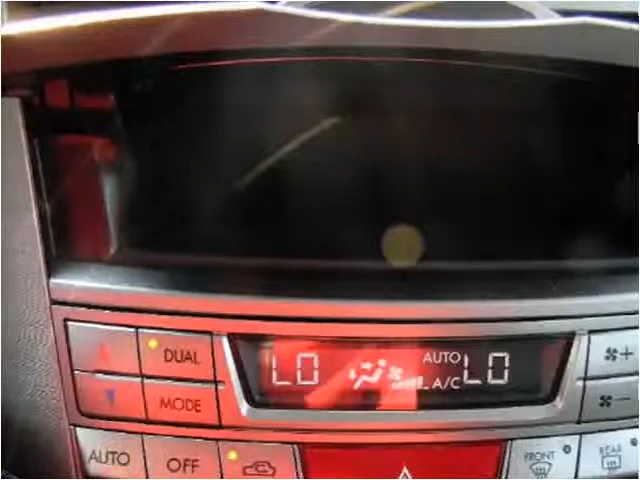 DUAL
LO AUTO LO
A/C
MODE
AUTO OFF FRONT REAR